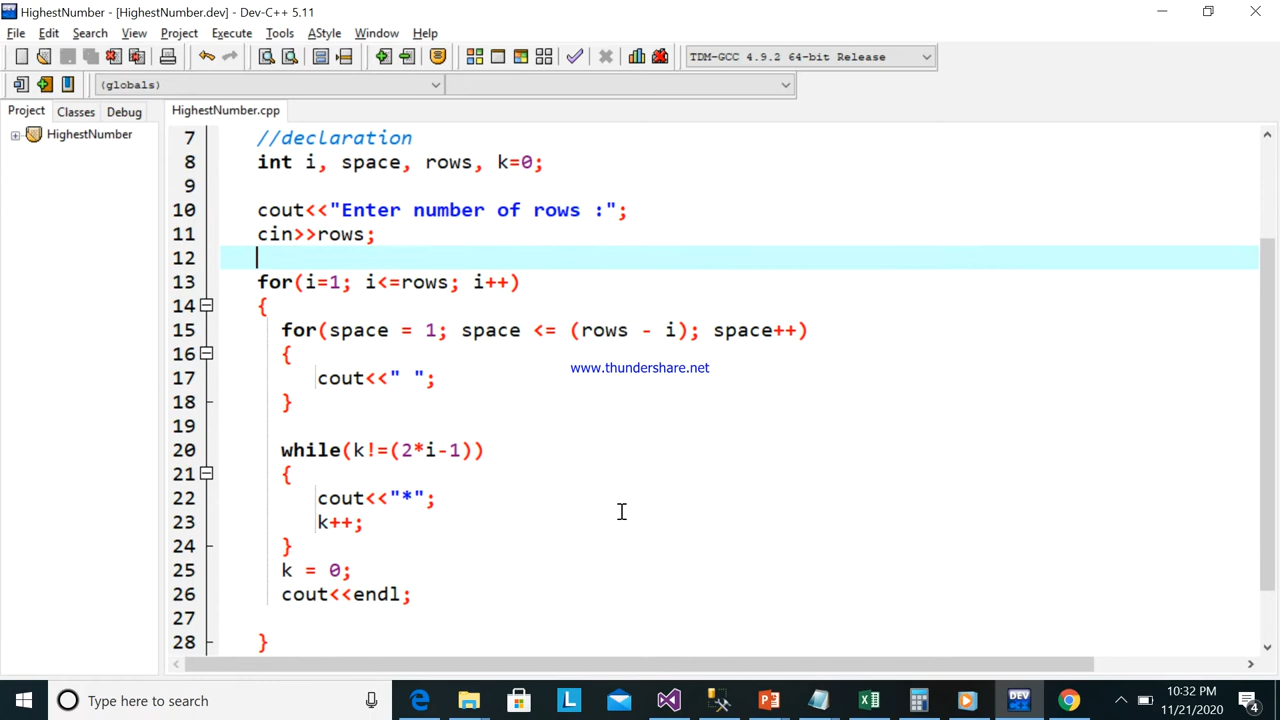 HighestNumber - [HighestNumber.dev] - Dev-C++ 5.11
File Edit Search View Project Execute Tools AStyle Window Help
TDM-GCC 4.9.2 64-bit Release
(globals)
Project Classes Debug
HighestNumber.cpp
HighestNumber
7 //declaration
8 int i, space, rows, k=0;
9
10 cout<<"Enter number of rows :";
11 cin>>rows;
12
13 for(i=1; i<=rows; i++)
14 {
15 for(space = 1; space <= (rows - i); space++)
16 {
www.thundershare.net
17 cout<<" ";
18 }
19
20 while(k!=(2*i-1))
21 {
22 cout<<"*";
23 k++;
24 }
25 k = 0;
26 cout<<endl;
27
28 }
Type here to search
DEV
10:32 PM
11/21/2020
4